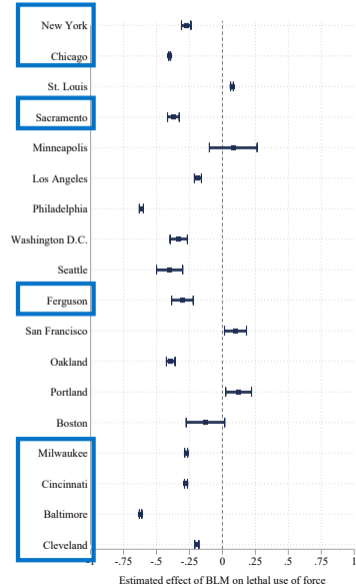 New York
Chicago
St. Louis
Sacramento
Minneapolis
Los Angeles
Philadelphia
Washington D.C.
Seattle
Ferguson
San Francisco
Oakland
Portland
Boston
Milwaukee
Cincinnati
Baltimore
Cleveland
-1 -.75 -.5 -.25 0 .25 .5 .75 1
Estimated effect of BLM on lethal use of force